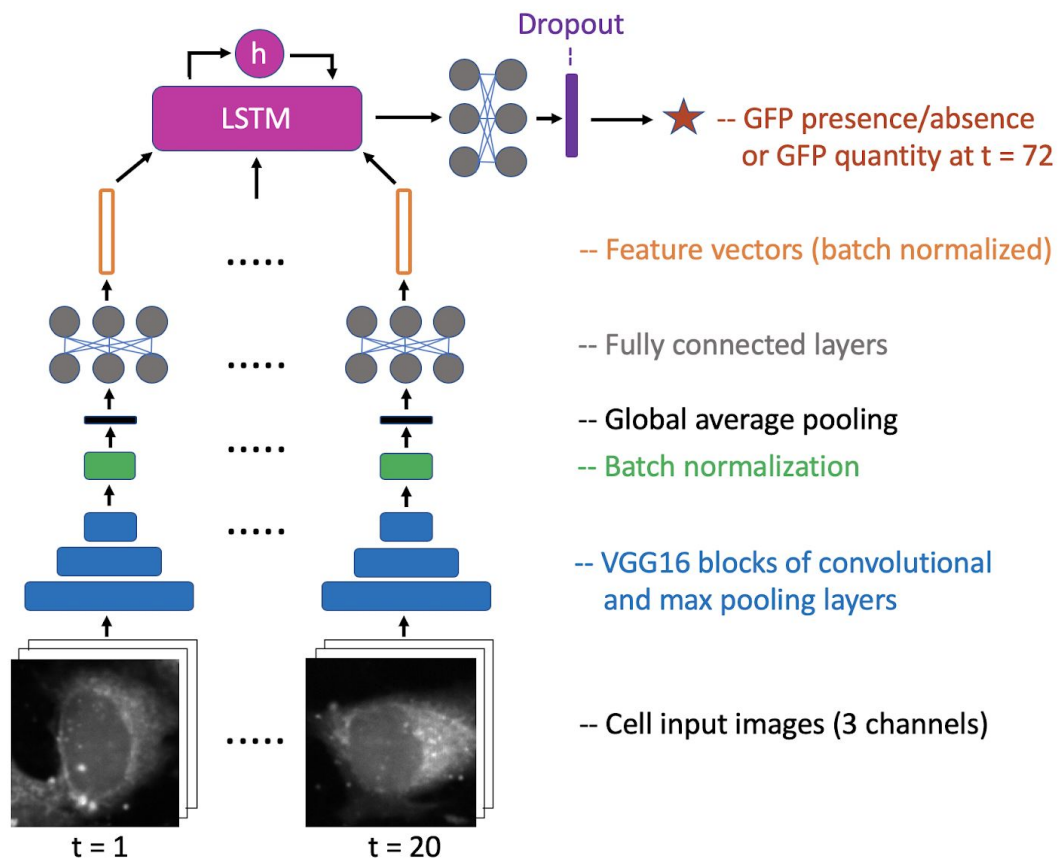 Dropout
h
LSTM
-- GFP presence/absence
or GFP quantity at t = 72
.....
-- Feature vectors (batch normalized)
.....
-- Fully connected layers
-- Global average pooling
.....
-- Batch normalization
.....
-- VGG16 blocks of convolutional
and max pooling layers
.....
-- Cell input images (3 channels)
t = 1
t = 20